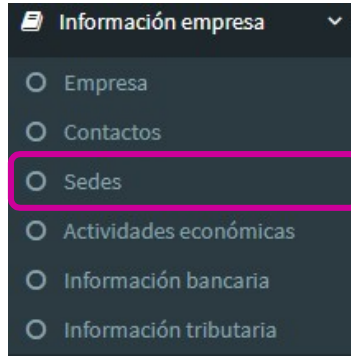 Información empresa
Empresa
Contactos
Sedes
Actividades económicas
Información bancaria
Información tributaria